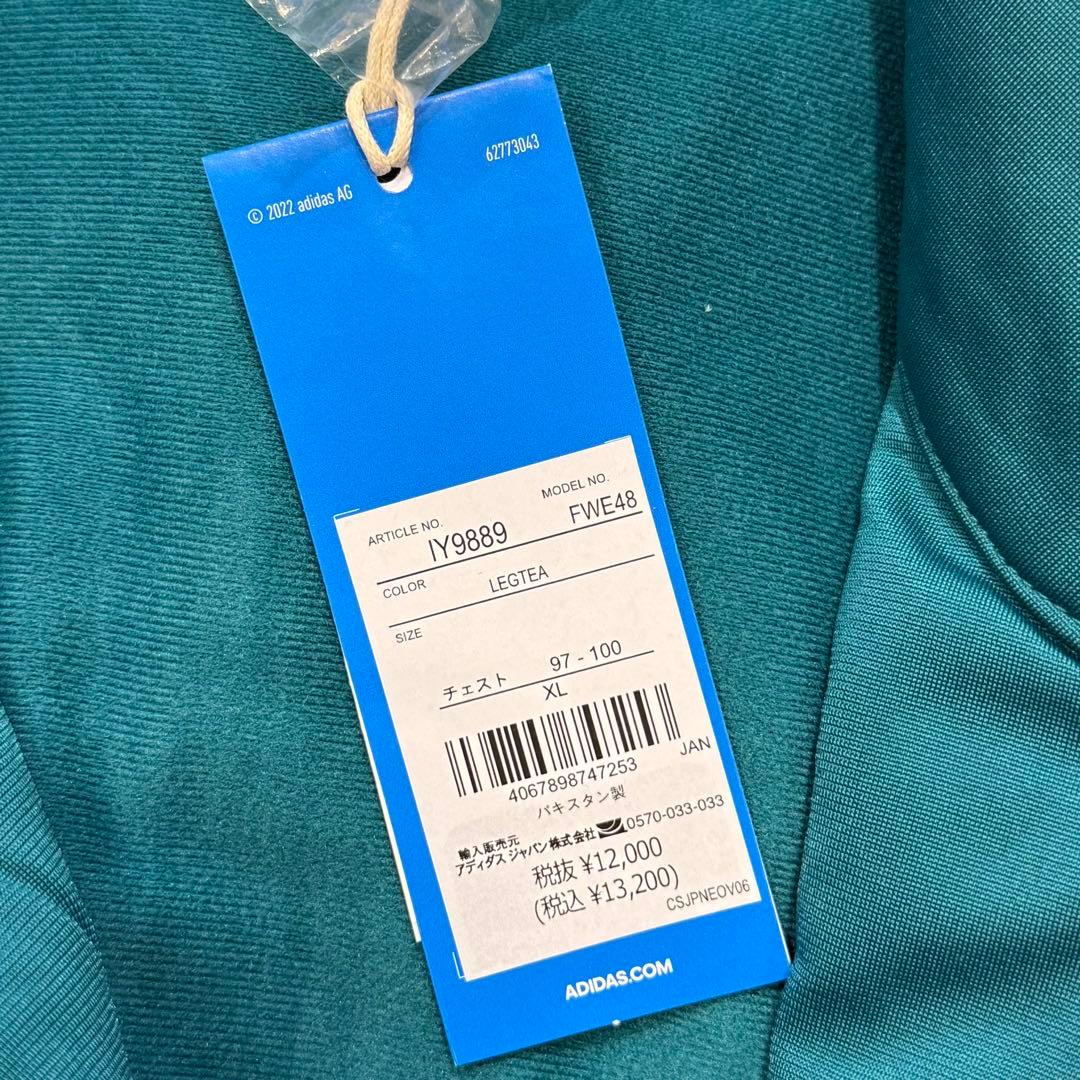 © 2022 adidas AG
62773043
ARTICLE NO.
MODEL NO.
IY9889
FWE48
COLOR
LEGTEA
SIZE
チェスト 97 - 100
XL
JAN
4067898747253
パキスタン製
輸入販売元
アディダス ジャパン株式会社 0570-033-033
税抜 ¥12,000
(税込 ¥13,200)
CSJPNEOV06
ADIDAS.COM